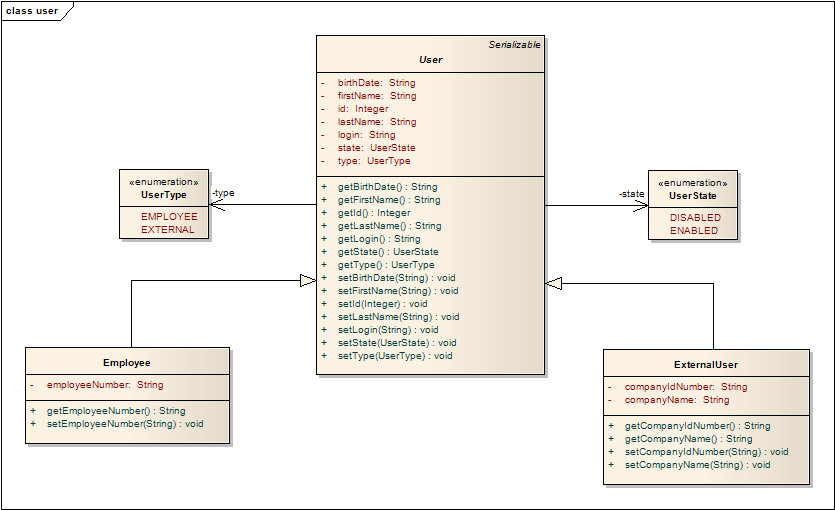 class user
Serializable
User
- birthDate: String
- firstName: String
- id: Integer
- lastName: String
- login: String
- state: UserState
- type: UserType
+ getBirthDate() : String
+ getFirstName() : String
+ getId() : Integer
+ getLastName() : String
+ getLogin() : String
+ getState() : UserState
+ getType() : UserType
+ setBirthDate(String) : void
+ setFirstName(String) : void
+ setId(Integer) : void
+ setLastName(String) : void
+ setLogin(String) : void
+ setState(UserState) : void
+ setType(UserType) : void
«enumeration»
UserType
EMPLOYEE
EXTERNAL
-type
-state
«enumeration»
UserState
DISABLED
ENABLED
Employee
- employeeNumber: String
+ getEmployeeNumber() : String
+ setEmployeeNumber(String) : void
ExternalUser
- companyIdNumber: String
- companyName: String
+ getCompanyIdNumber() : String
+ getCompanyName() : String
+ setCompanyIdNumber(String) : void
+ setCompanyName(String) : void